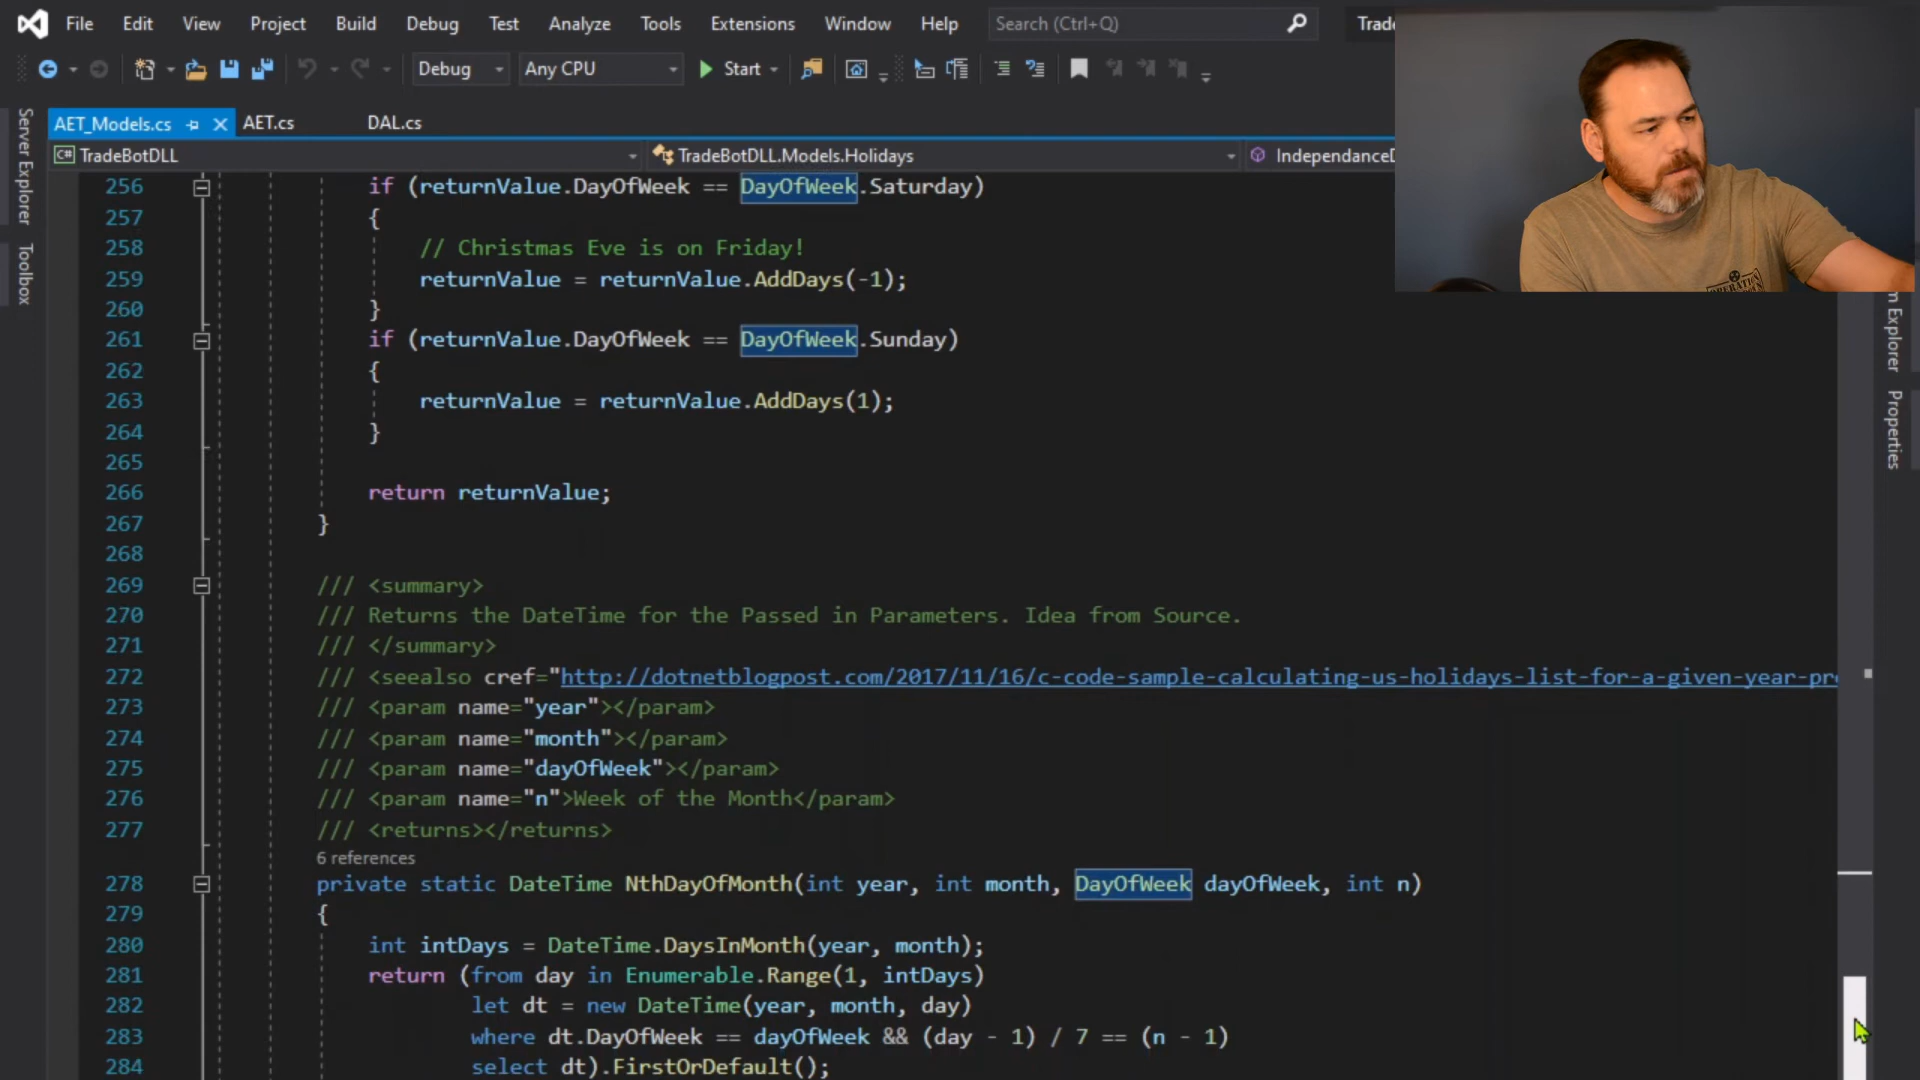 File Edit View Project Build Debug Test Analyze Tools Extensions Window Help Search (Ctrl+Q)
Debug Any CPU Start
AET_Models.cs AET.cs DAL.cs
TradeBotDLL TradeBotDLL.Models.Holidays
Server Explorer
Toolbox
Explorer
Properties
256 if (returnValue.DayOfWeek == DayOfWeek.Saturday)
257 {
258 // Christmas Eve is on Friday!
259 returnValue = returnValue.AddDays(-1);
260 }
261 if (returnValue.DayOfWeek == DayOfWeek.Sunday)
262 {
263 returnValue = returnValue.AddDays(1);
264 }
265
266 return returnValue;
267 }
268
269 /// <summary>
270 /// Returns the DateTime for the Passed in Parameters. Idea from Source.
271 /// </summary>
272 /// <seealso cref="http://dotnetblogpost.com/2017/11/16/c-code-sample-calculating-us-holidays-list-for-a-given-year-pr
273 /// <param name="year"></param>
274 /// <param name="month"></param>
275 /// <param name="dayOfWeek"></param>
276 /// <param name="n">Week of the Month</param>
277 /// <returns></returns>
6 references
278 private static DateTime NthDayOfMonth(int year, int month, DayOfWeek dayOfWeek, int n)
279 {
280 int intDays = DateTime.DaysInMonth(year, month);
281 return (from day in Enumerable.Range(1, intDays)
282 let dt = new DateTime(year, month, day)
283 where dt.DayOfWeek == dayOfWeek && (day - 1) / 7 == (n - 1)
284 select dt).FirstOrDefault();